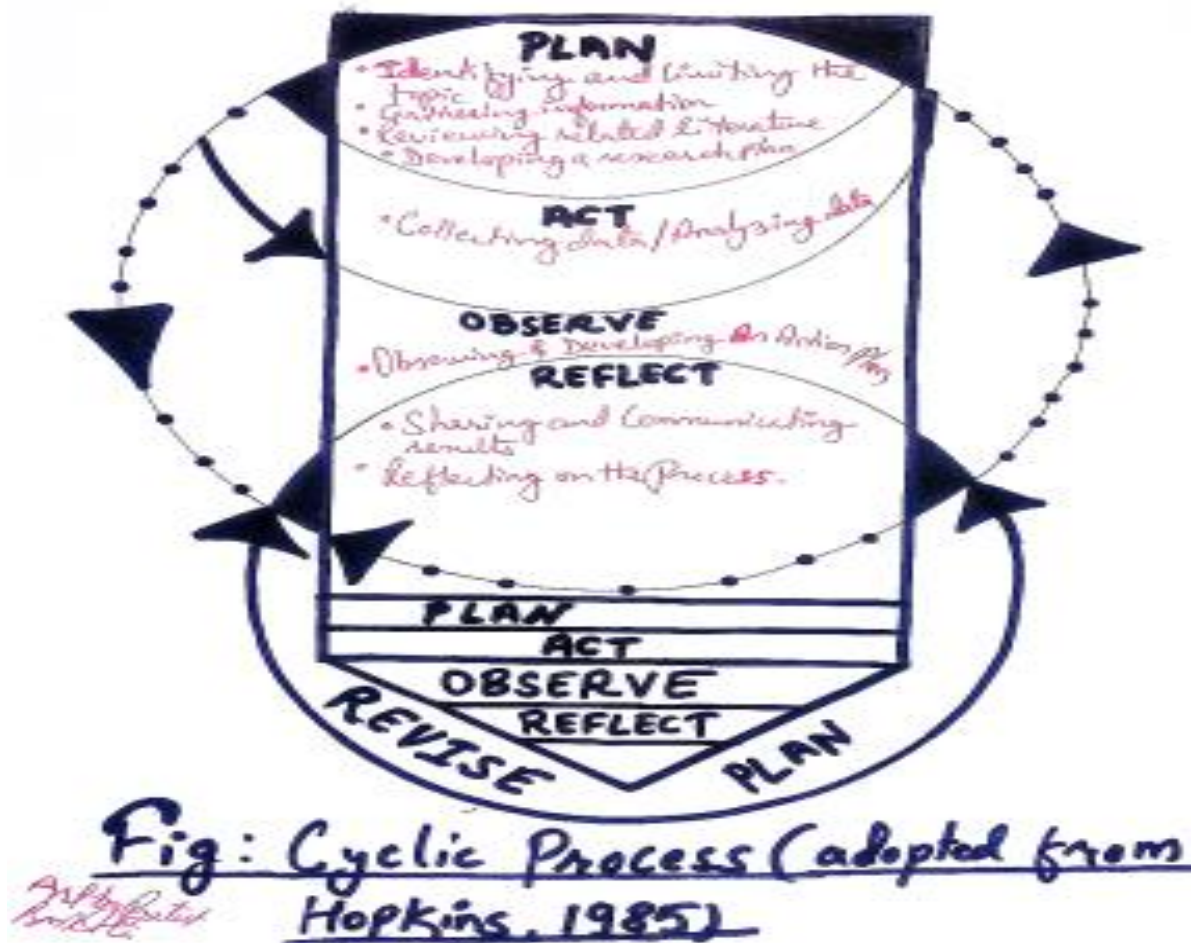 PLAN
• Identifying and limiting the
topic
• Gathering information
• Reviewing related literature
• Developing a research plan
ACT
• Collecting data / Analyzing data
OBSERVE
• Observing & Developing An Action Plan
REFLECT
• Sharing and Communicating
results
• Reflecting on the Process.
PLAN
ACT
OBSERVE
REFLECT
REVISE PLAN
Fig: Cyclic Process (adopted from
Hopkins, 1985)